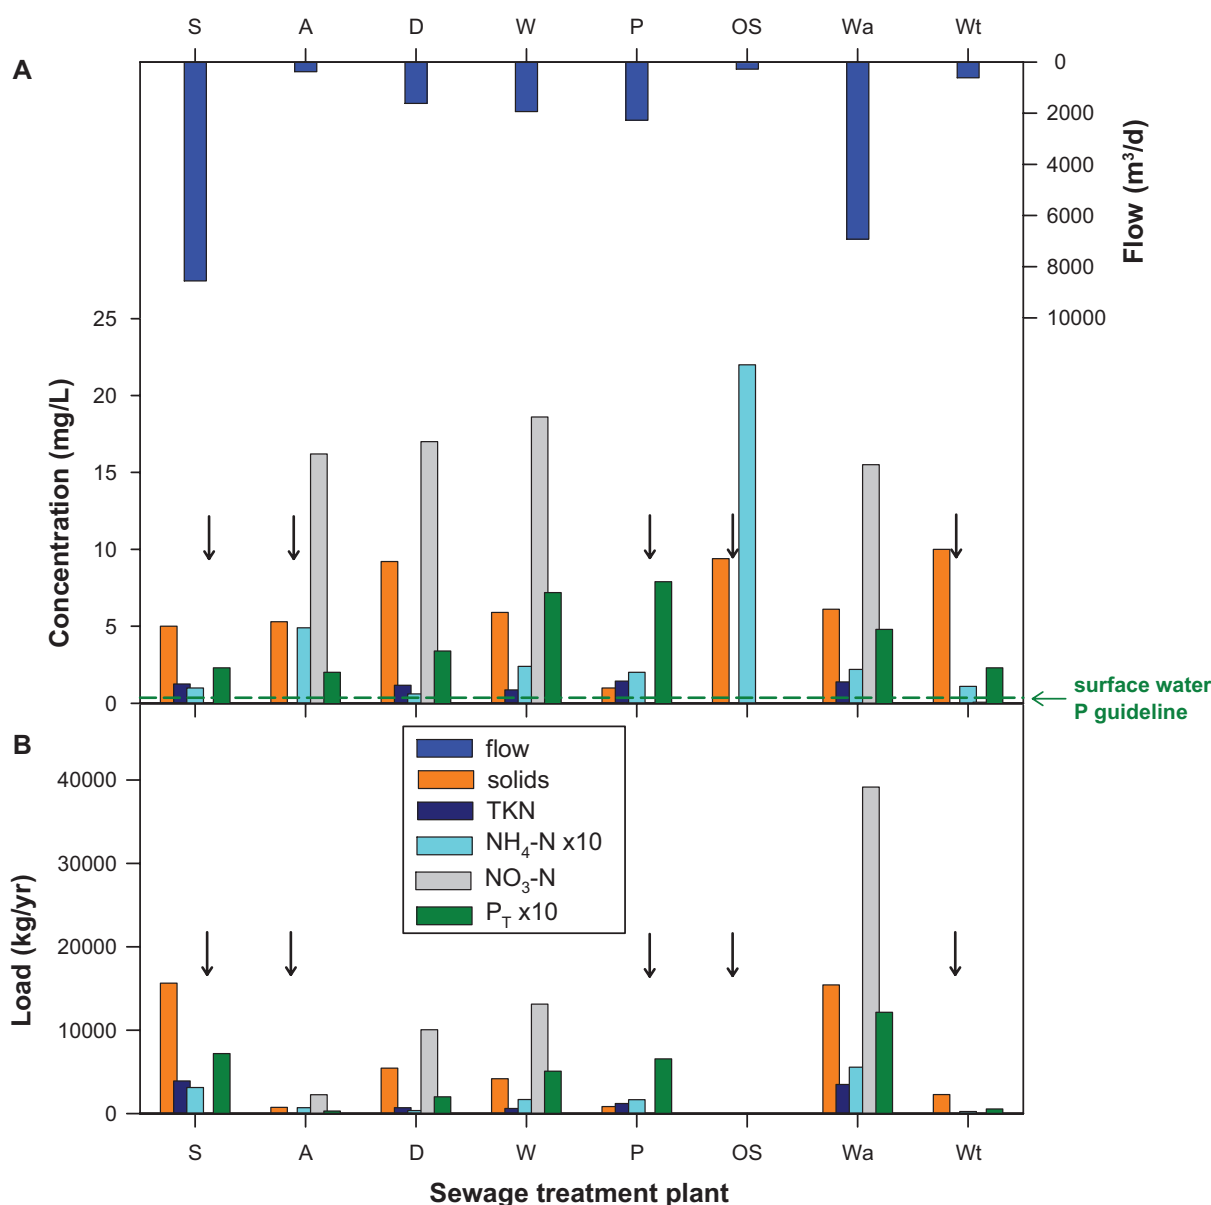 S A D W P OS Wa Wt
A
0
2000
4000
6000
8000
10000
Flow (m³/d)
25
20
15
10
5
0
Concentration (mg/L)
surface water
P guideline
B
flow
solids
TKN
NH₄-N x10
NO₃-N
P_T x10
40000
30000
20000
10000
0
Load (kg/yr)
S A D W P OS Wa Wt
Sewage treatment plant